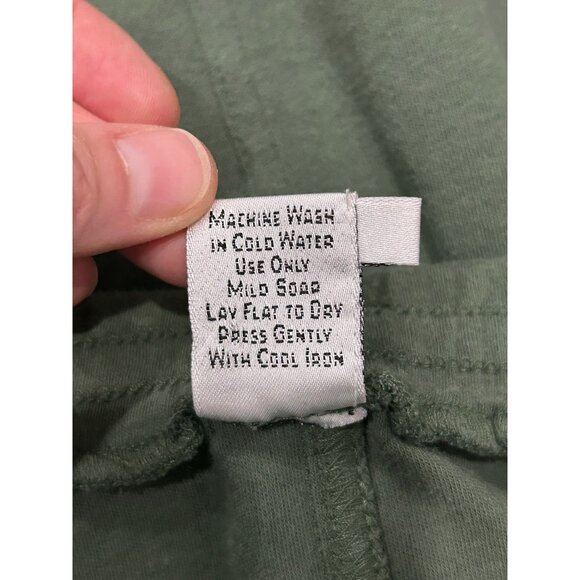 Machine Wash
in Cold Water
Use Only
Mild Soap
Lay Flat to Dry
Press Gently
With Cool Iron